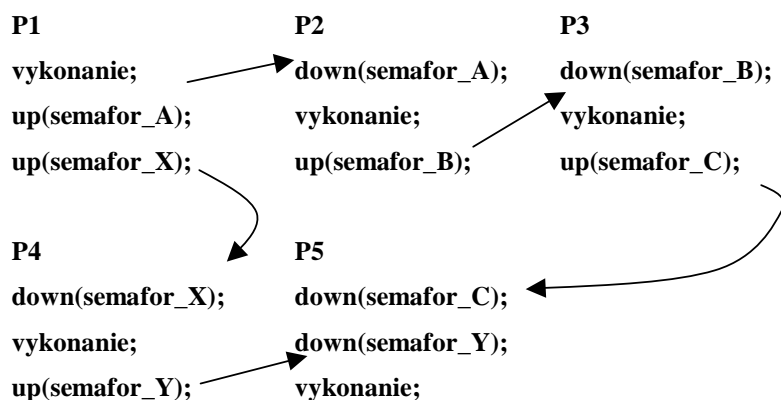 P1 P2 P3
vykonanie; down(semafor_A); down(semafor_B);
up(semafor_A); vykonanie; vykonanie;
up(semafor_X); up(semafor_B); up(semafor_C);
P4 P5
down(semafor_X); down(semafor_C);
vykonanie; down(semafor_Y);
up(semafor_Y); vykonanie;